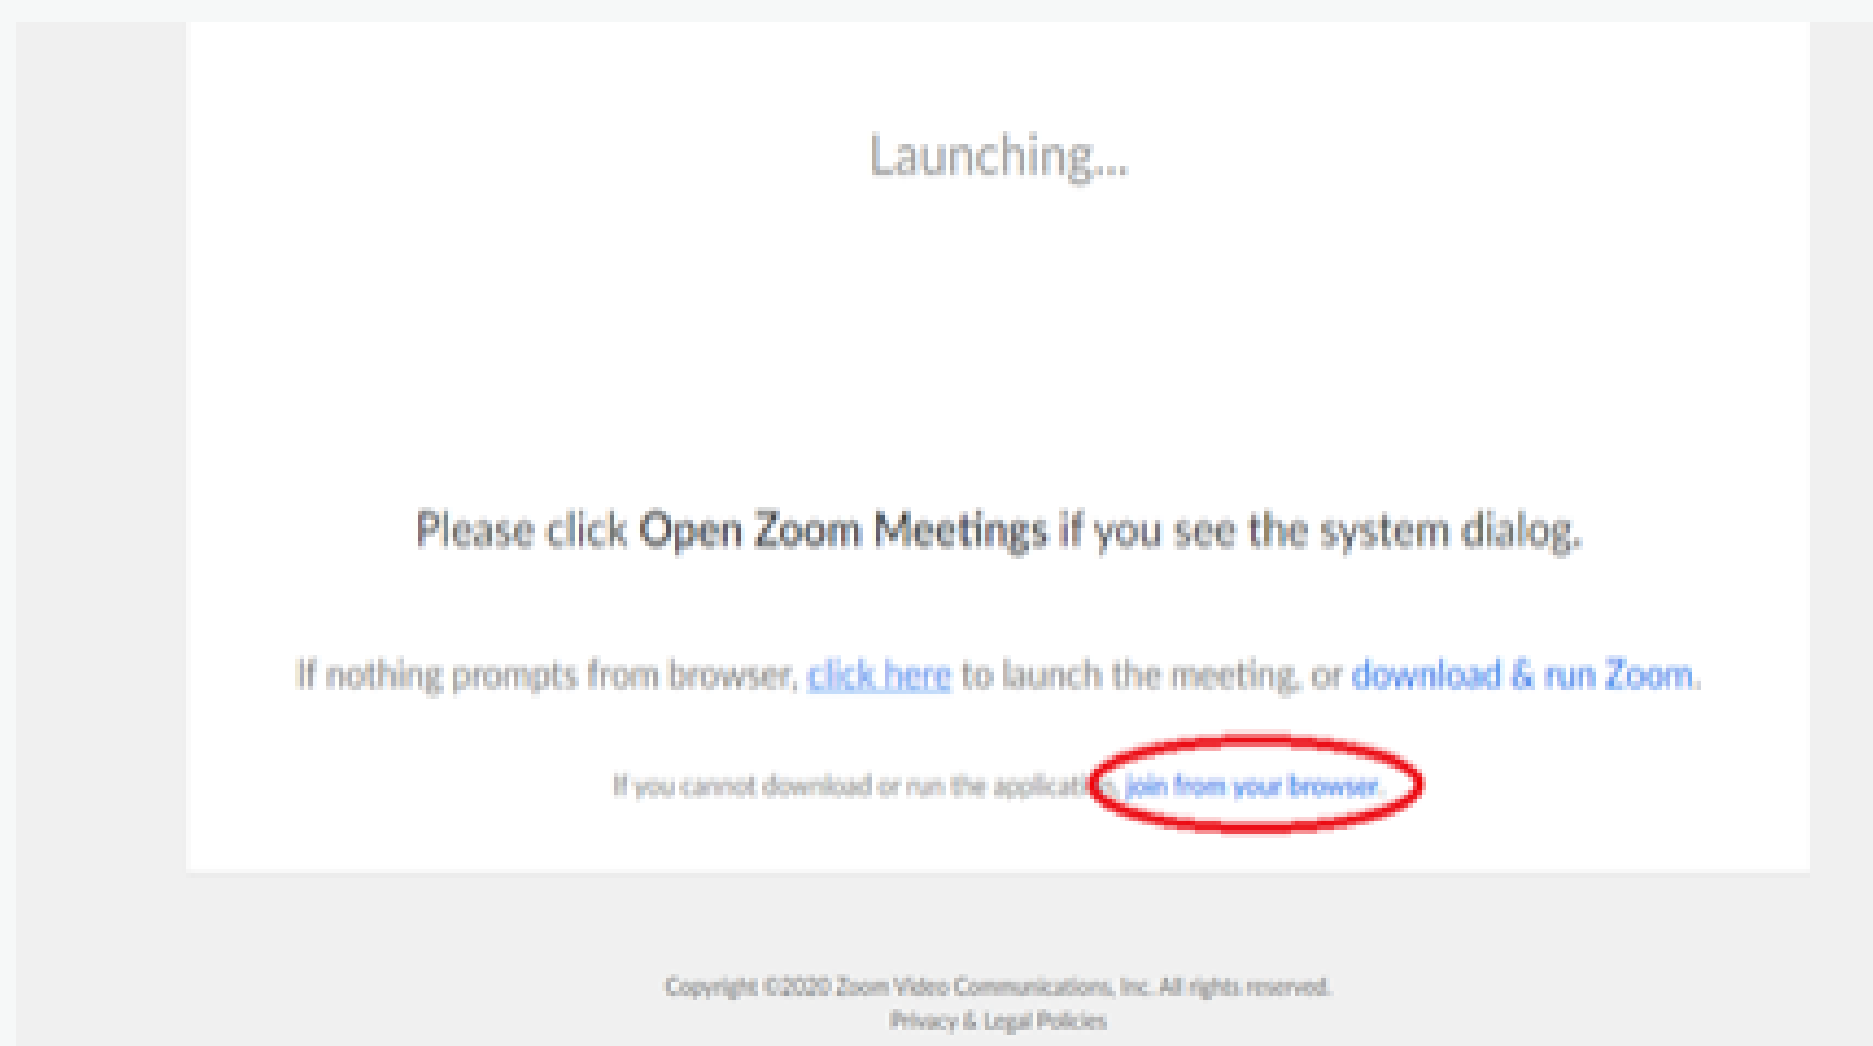 Launching...
Please click Open Zoom Meetings if you see the system dialog.
If nothing prompts from browser, click here to launch the meeting, or download & run Zoom.
If you cannot download or run the applicati n, join from your browser.
Copyright ©2020 Zoom Video Communications, Inc. All rights reserved.
Privacy & Legal Policies